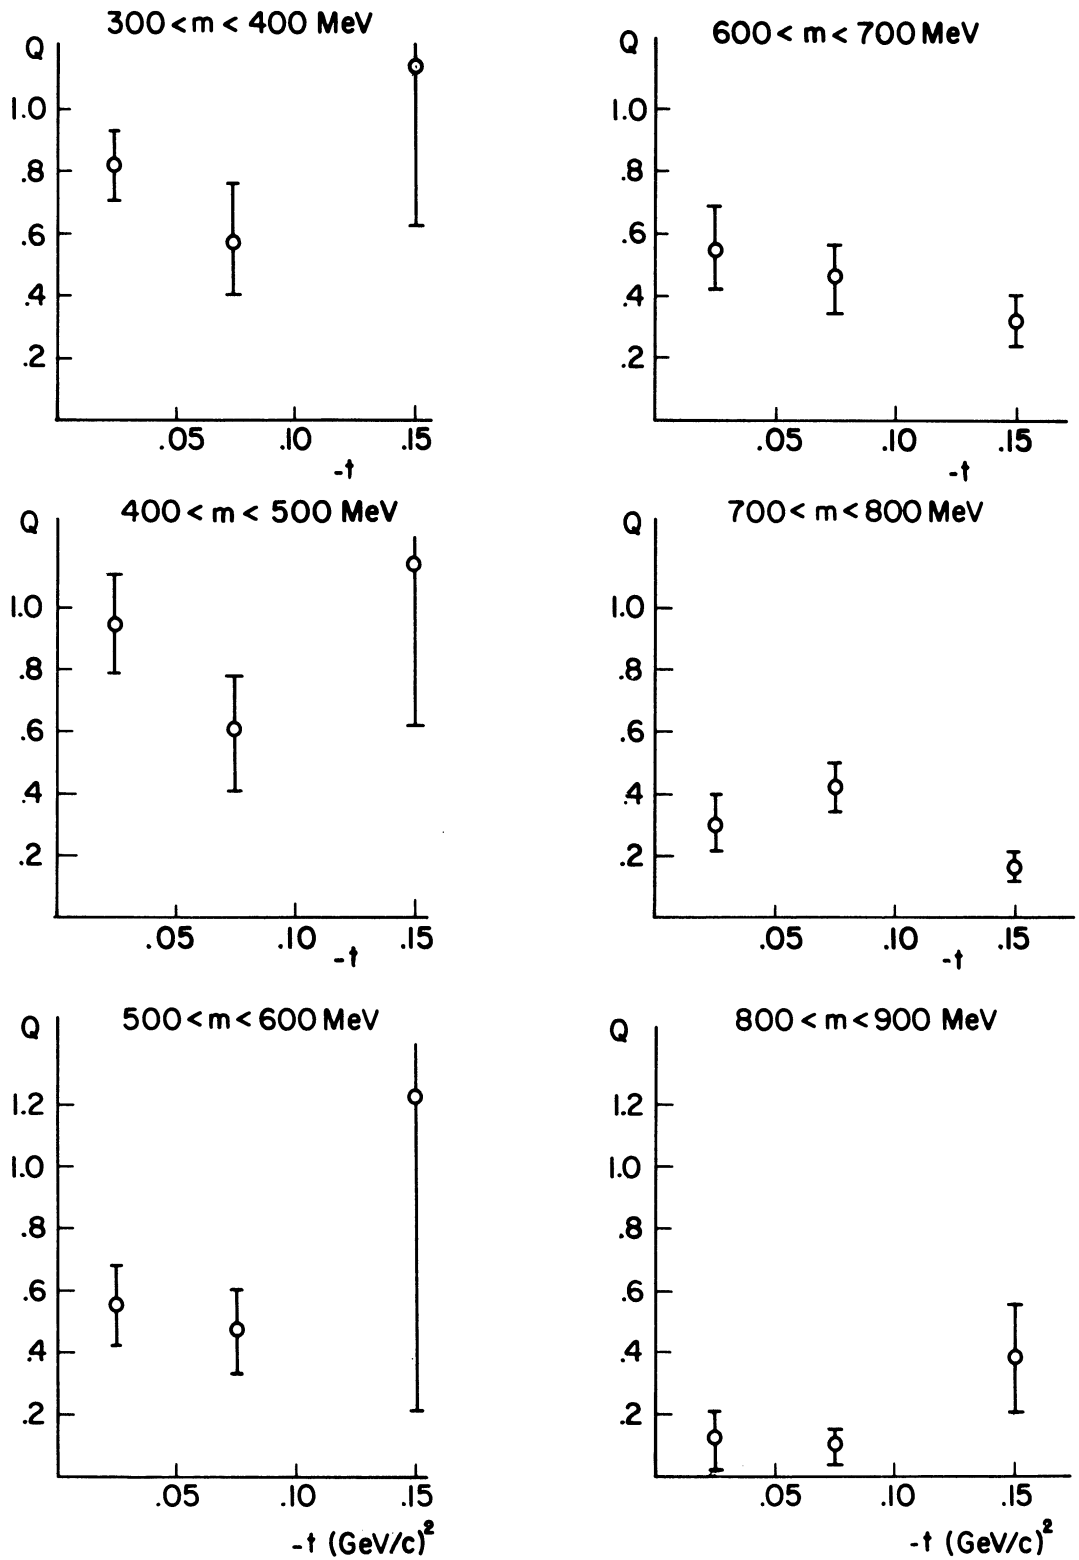 300 < m < 400 MeV
Q
1.0
.8
.6
.4
.2
.05 .10 .15
-t
600 < m < 700 MeV
Q
1.0
.8
.6
.4
.2
.05 .10 .15
-t
400 < m < 500 MeV
Q
1.0
.8
.6
.4
.2
.05 .10 .15
-t
700 < m < 800 MeV
Q
1.0
.8
.6
.4
.2
.05 .10 .15
-t
500 < m < 600 MeV
Q
1.2
1.0
.8
.6
.4
.2
.05 .10 .15
-t (GeV/c)²
800 < m < 900 MeV
Q
1.2
1.0
.8
.6
.4
.2
.05 .10 .15
-t (GeV/c)²